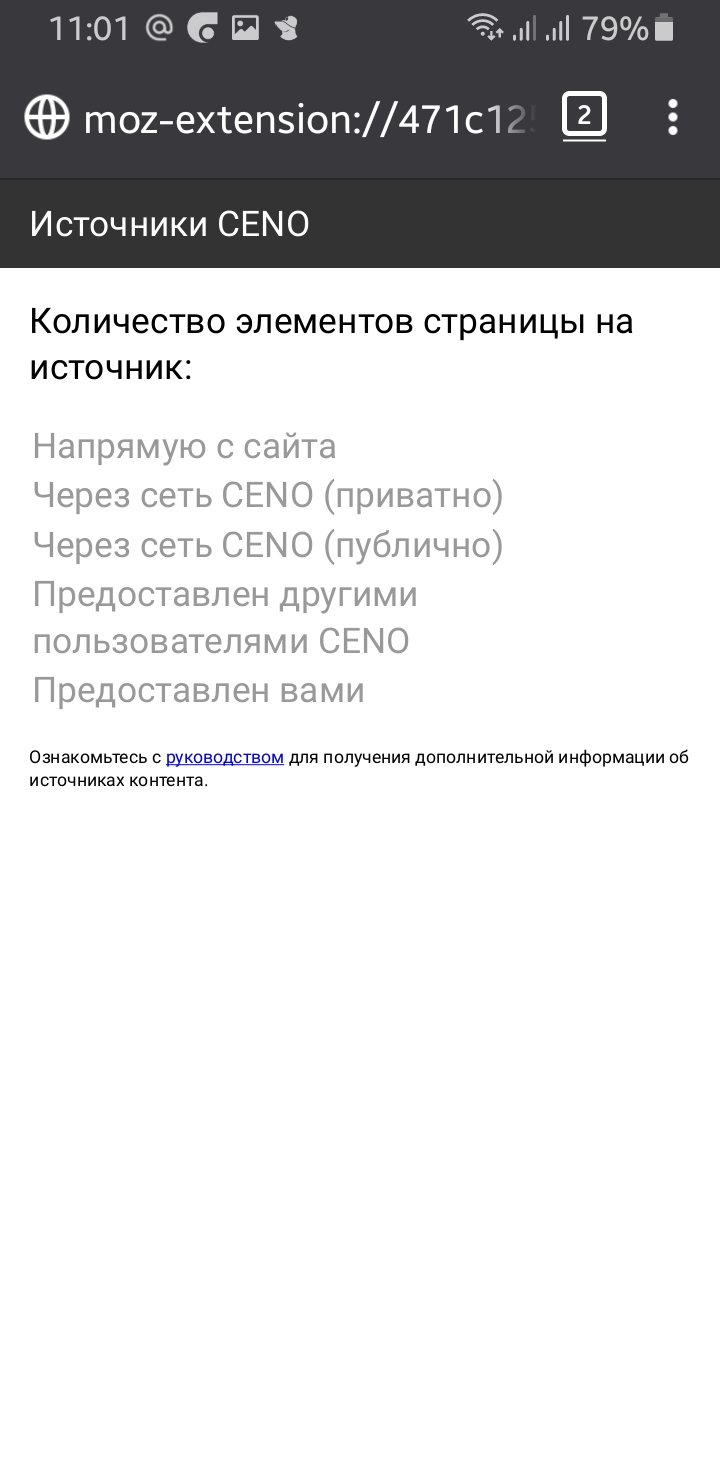 11:01 79%
moz-extension://471c12 2
Источники CENO
Количество элементов страницы на
источник:
Напрямую с сайта
Через сеть CENO (приватно)
Через сеть CENO (публично)
Предоставлен другими
пользователями CENO
Предоставлен вами
Ознакомьтесь с руководством для получения дополнительной информации об
источниках контента.